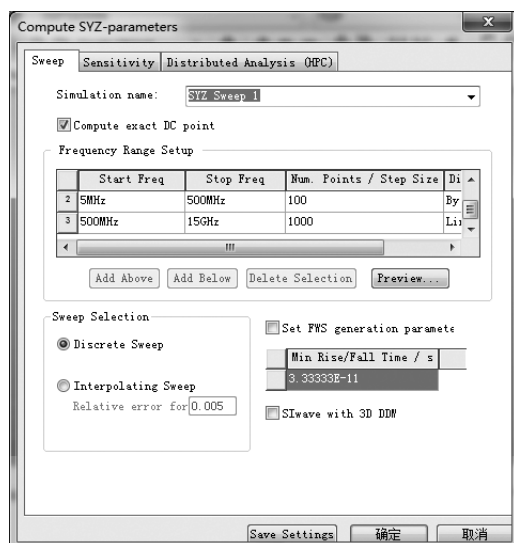 Compute SYZ-parameters
Sweep Sensitivity Distributed Analysis (HPC)
Simulation name: SYZ Sweep 1
Compute exact DC point
Frequency Range Setup
Start Freq Stop Freq Num. Points / Step Size Di
2 5MHz 500MHz 100 By
3 500MHz 15GHz 1000 Lin
Add Above Add Below Delete Selection Preview...
Sweep Selection
Set FWS generation paramete
Discrete Sweep
Min Rise/Fall Time / s
3.33333E-11
Interpolating Sweep
Relative error for 0.005
SIwave with 3D DDM
Save Settings 确定 取消